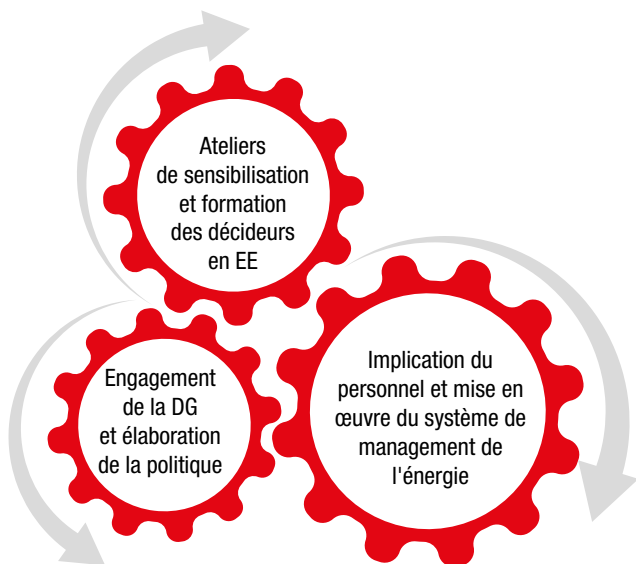 Ateliers
de sensibilisation
et formation
des décideurs
en EE
Engagement
de la DG
et élaboration
de la politique
Implication du
personnel et mise en
œuvre du système de
management de
l'énergie